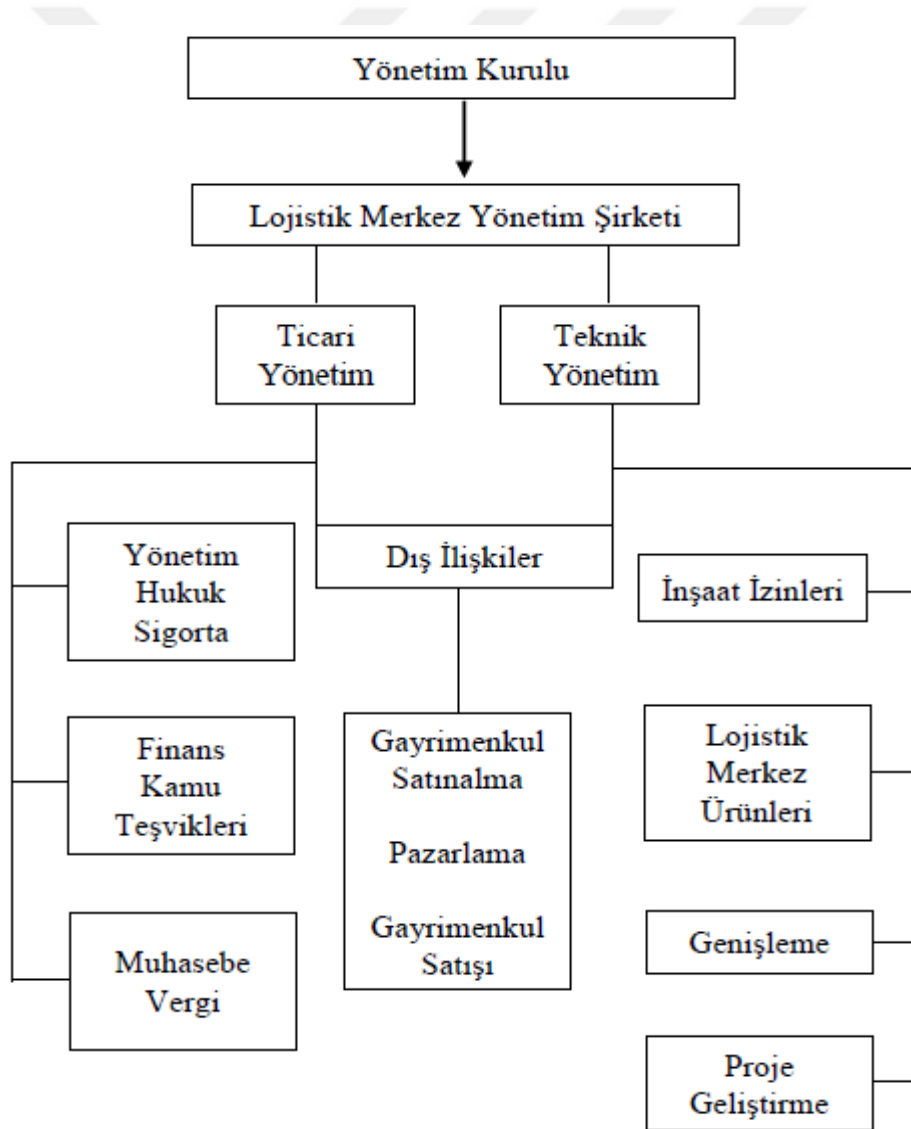 Yönetim Kurulu
Lojistik Merkez Yönetim Şirketi
Ticari
Yönetim
Teknik
Yönetim
Dış İlişkiler
Yönetim
Hukuk
Sigorta
Finans
Kamu
Teşvikleri
Muhasebe
Vergi
Gayrimenkul
Satınalma
Pazarlama
Gayrimenkul
Satışı
İnşaat İzinleri
Lojistik
Merkez
Ürünleri
Genişleme
Proje
Geliştirme